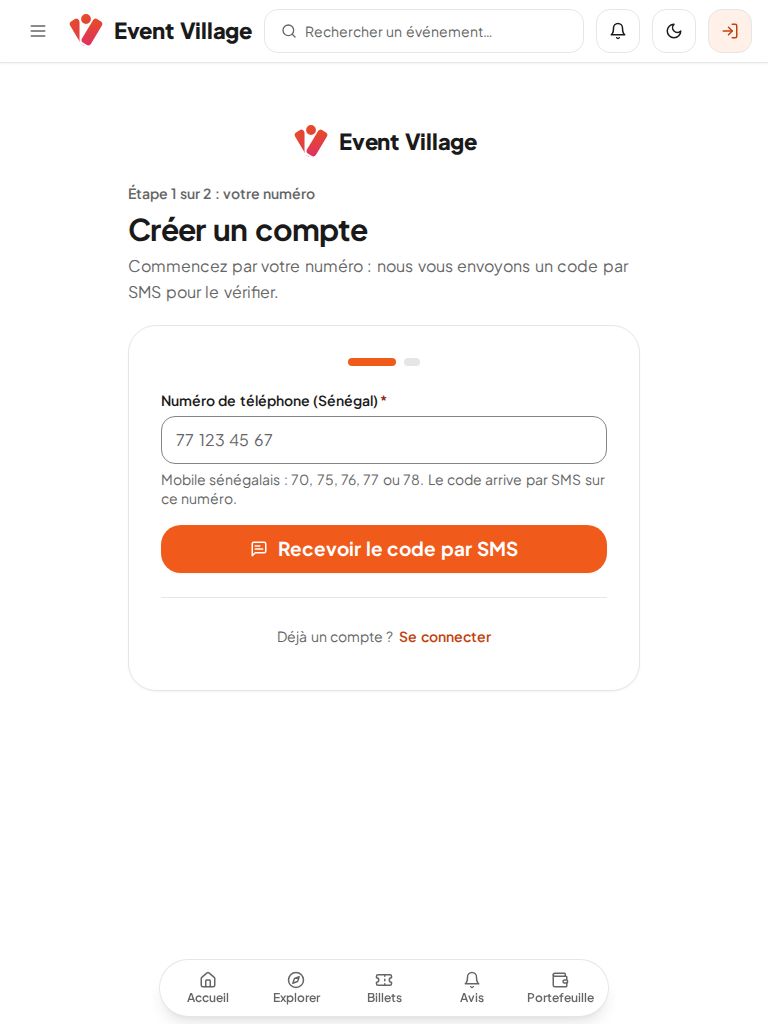 Event Village
Rechercher un événement…
Event Village
Étape 1 sur 2 : votre numéro
Créer un compte
Commencez par votre numéro : nous vous envoyons un code par
SMS pour le vérifier.
Numéro de téléphone (Sénégal) *
77 123 45 67
Mobile sénégalais : 70, 75, 76, 77 ou 78. Le code arrive par SMS sur
ce numéro.
Recevoir le code par SMS
Déjà un compte ? Se connecter
Accueil
Explorer
Billets
Avis
Portefeuille